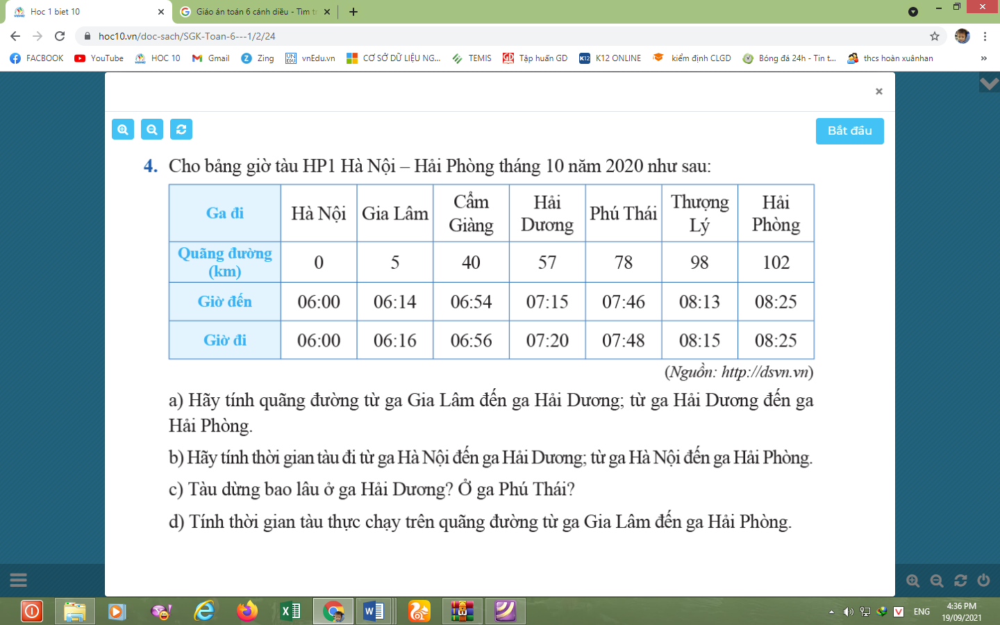 Hoc 1 biet 10
Giáo án toán 6 cánh diều - Tìm tr
hoc10.vn/doc-sach/SGK-Toan-6---1/2/24
FACBOOK YouTube HOC 10 Gmail Zing vnEdu.vn CƠ SỞ DỮ LIỆU NG... TEMIS Tập huấn GD K12 ONLINE kiểm định CLGD Bóng đá 24h - Tin t... thcs hoàn xuânhan »
Bắt đầu
4. Cho bảng giờ tàu HP1 Hà Nội – Hải Phòng tháng 10 năm 2020 như sau:
Ga đi Hà Nội Gia Lâm Cẩm Giàng Hải Dương Phú Thái Thượng Lý Hải Phòng
Quãng đường (km) 0 5 40 57 78 98 102
Giờ đến 06:00 06:14 06:54 07:15 07:46 08:13 08:25
Giờ đi 06:00 06:16 06:56 07:20 07:48 08:15 08:25
(Nguồn: http://dsvn.vn)
a) Hãy tính quãng đường từ ga Gia Lâm đến ga Hải Dương; từ ga Hải Dương đến ga
Hải Phòng.
b) Hãy tính thời gian tàu đi từ ga Hà Nội đến ga Hải Dương; từ ga Hà Nội đến ga Hải Phòng.
c) Tàu dừng bao lâu ở ga Hải Dương? Ở ga Phú Thái?
d) Tính thời gian tàu thực chạy trên quãng đường từ ga Gia Lâm đến ga Hải Phòng.
ENG
4:36 PM
19/09/2021